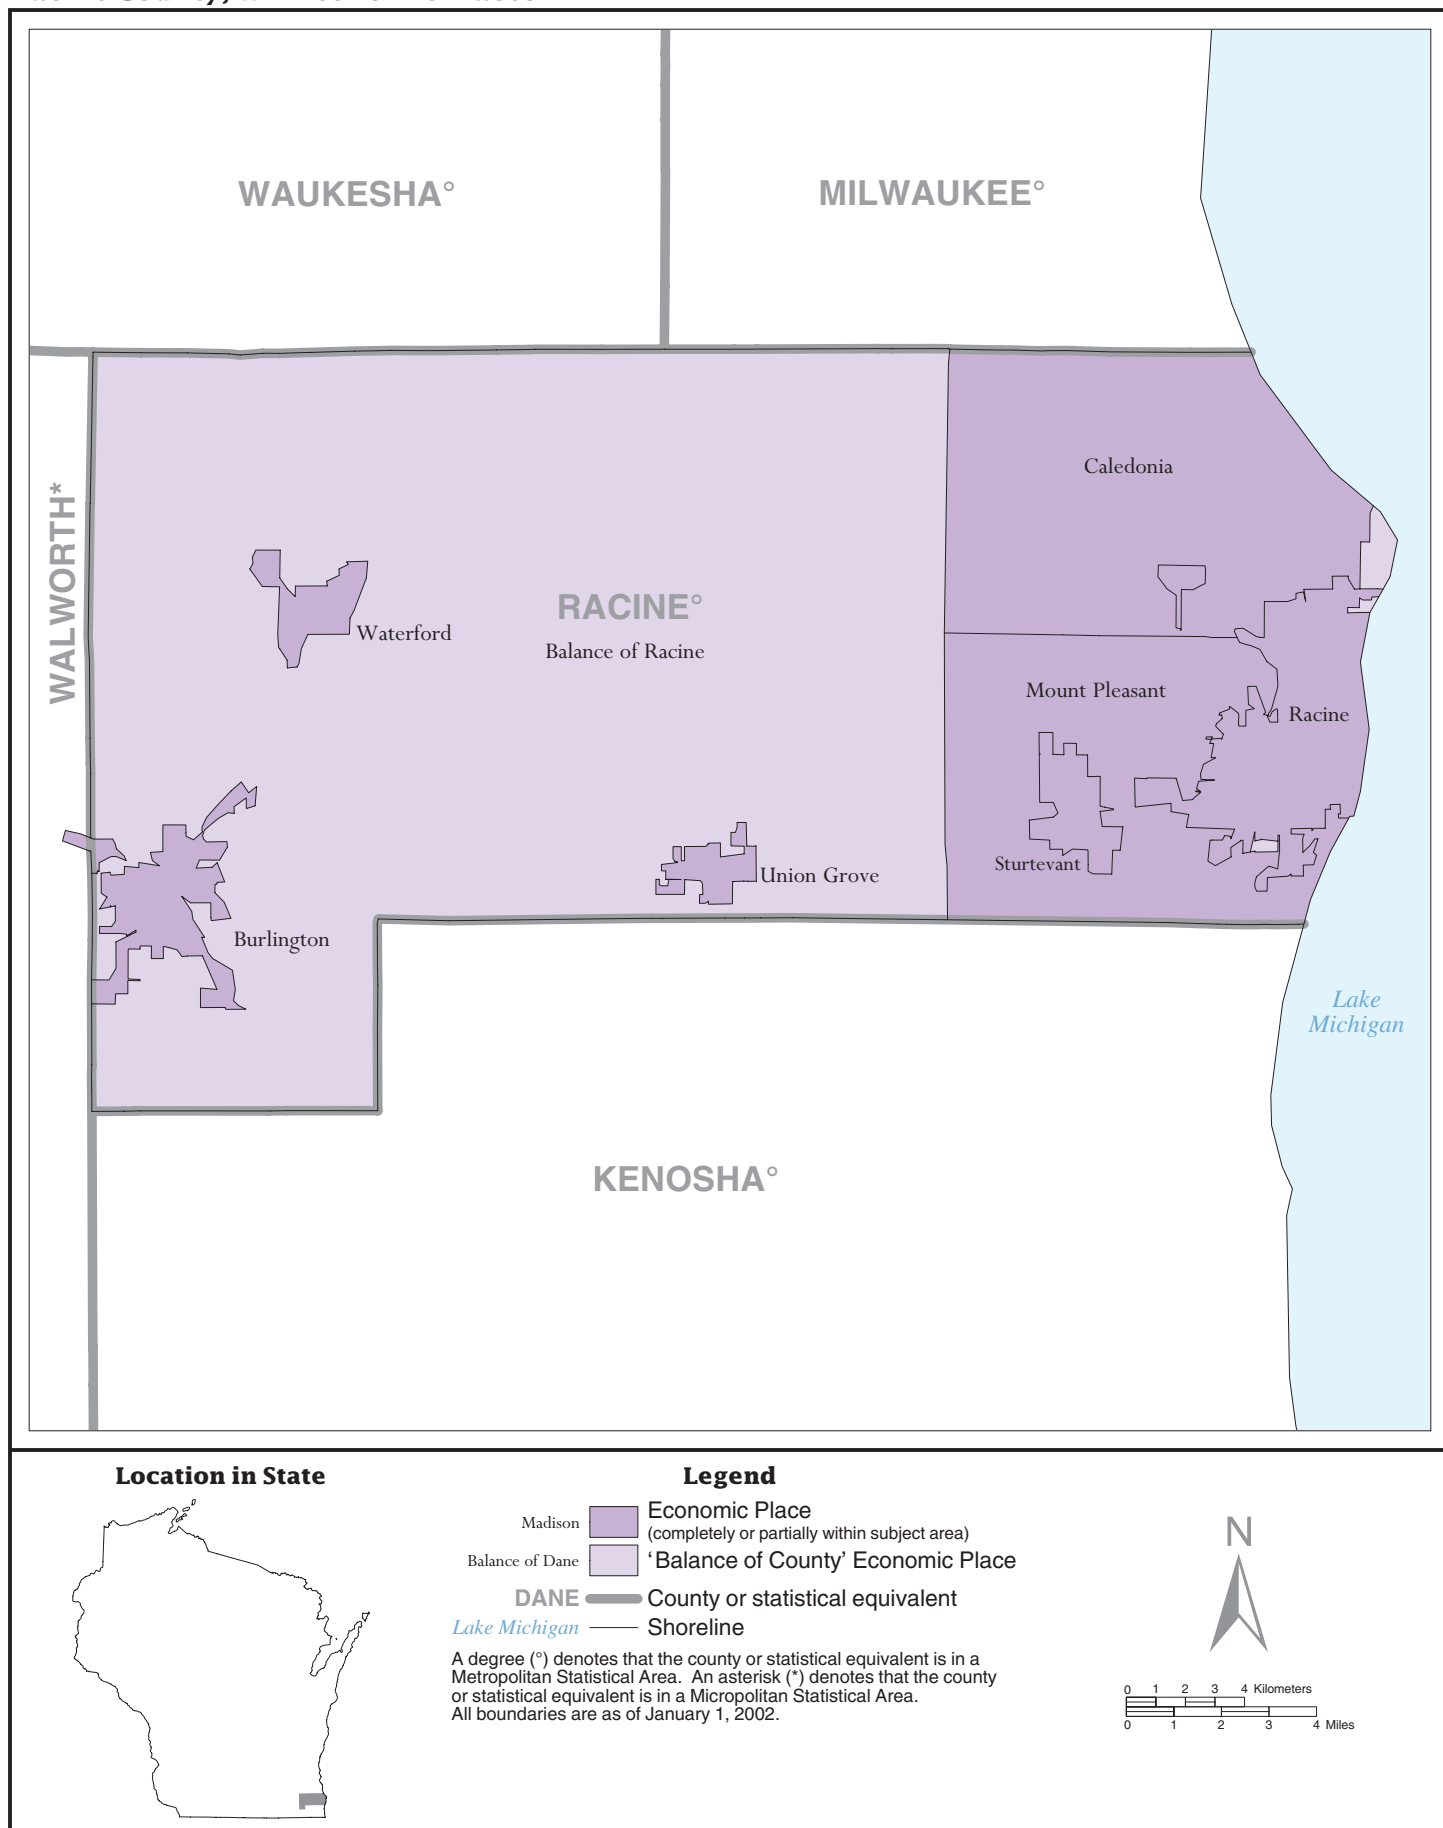 WAUKESHA°
MILWAUKEE°
WALWORTH*
Caledonia
RACINE°
Balance of Racine
Waterford
Mount Pleasant
Racine
Sturtevant
Union Grove
Burlington
Lake
Michigan
KENOSHA°
Location in State
Legend
Madison
Economic Place
(completely or partially within subject area)
Balance of Dane
‘Balance of County’ Economic Place
DANE
County or statistical equivalent
Lake Michigan
Shoreline
A degree (°) denotes that the county or statistical equivalent is in a
Metropolitan Statistical Area. An asterisk (*) denotes that the county
or statistical equivalent is in a Micropolitan Statistical Area.
All boundaries are as of January 1, 2002.
N
0 1 2 3 4 Kilometers
0 1 2 3 4 Miles